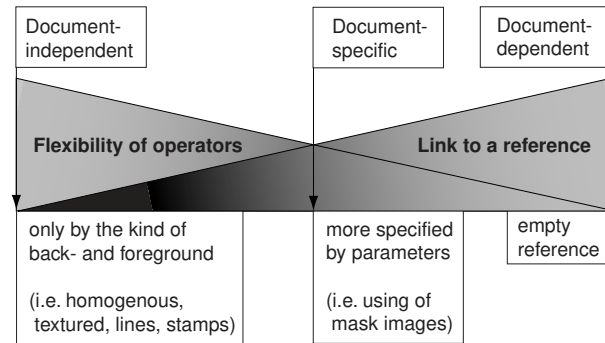 Document-
independent
Document-
specific
Document-
dependent
Flexibility of operators
Link to a reference
only by the kind of
back- and foreground
(i.e. homogenous,
textured, lines, stamps)
more specified
by parameters
(i.e. using of
mask images)
empty
reference